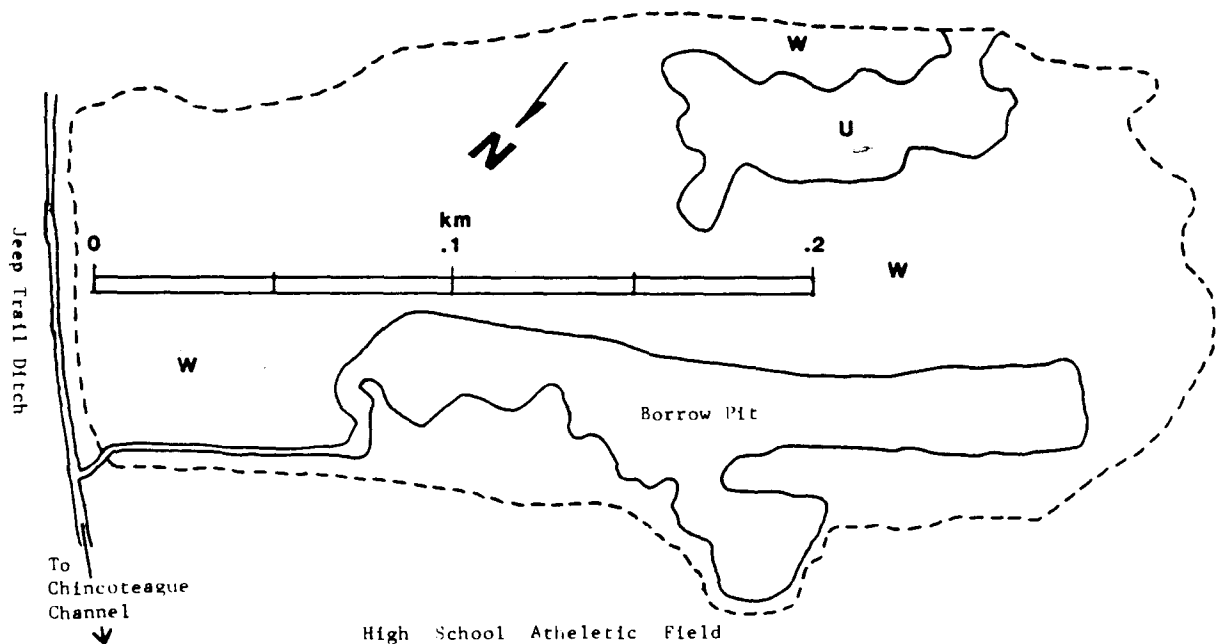 W
U
N
km
0 .1 .2
W
W
Jeep Trail Ditch
Borrow Pit
To
Chincoteague
Channel
High School Atheletic Field